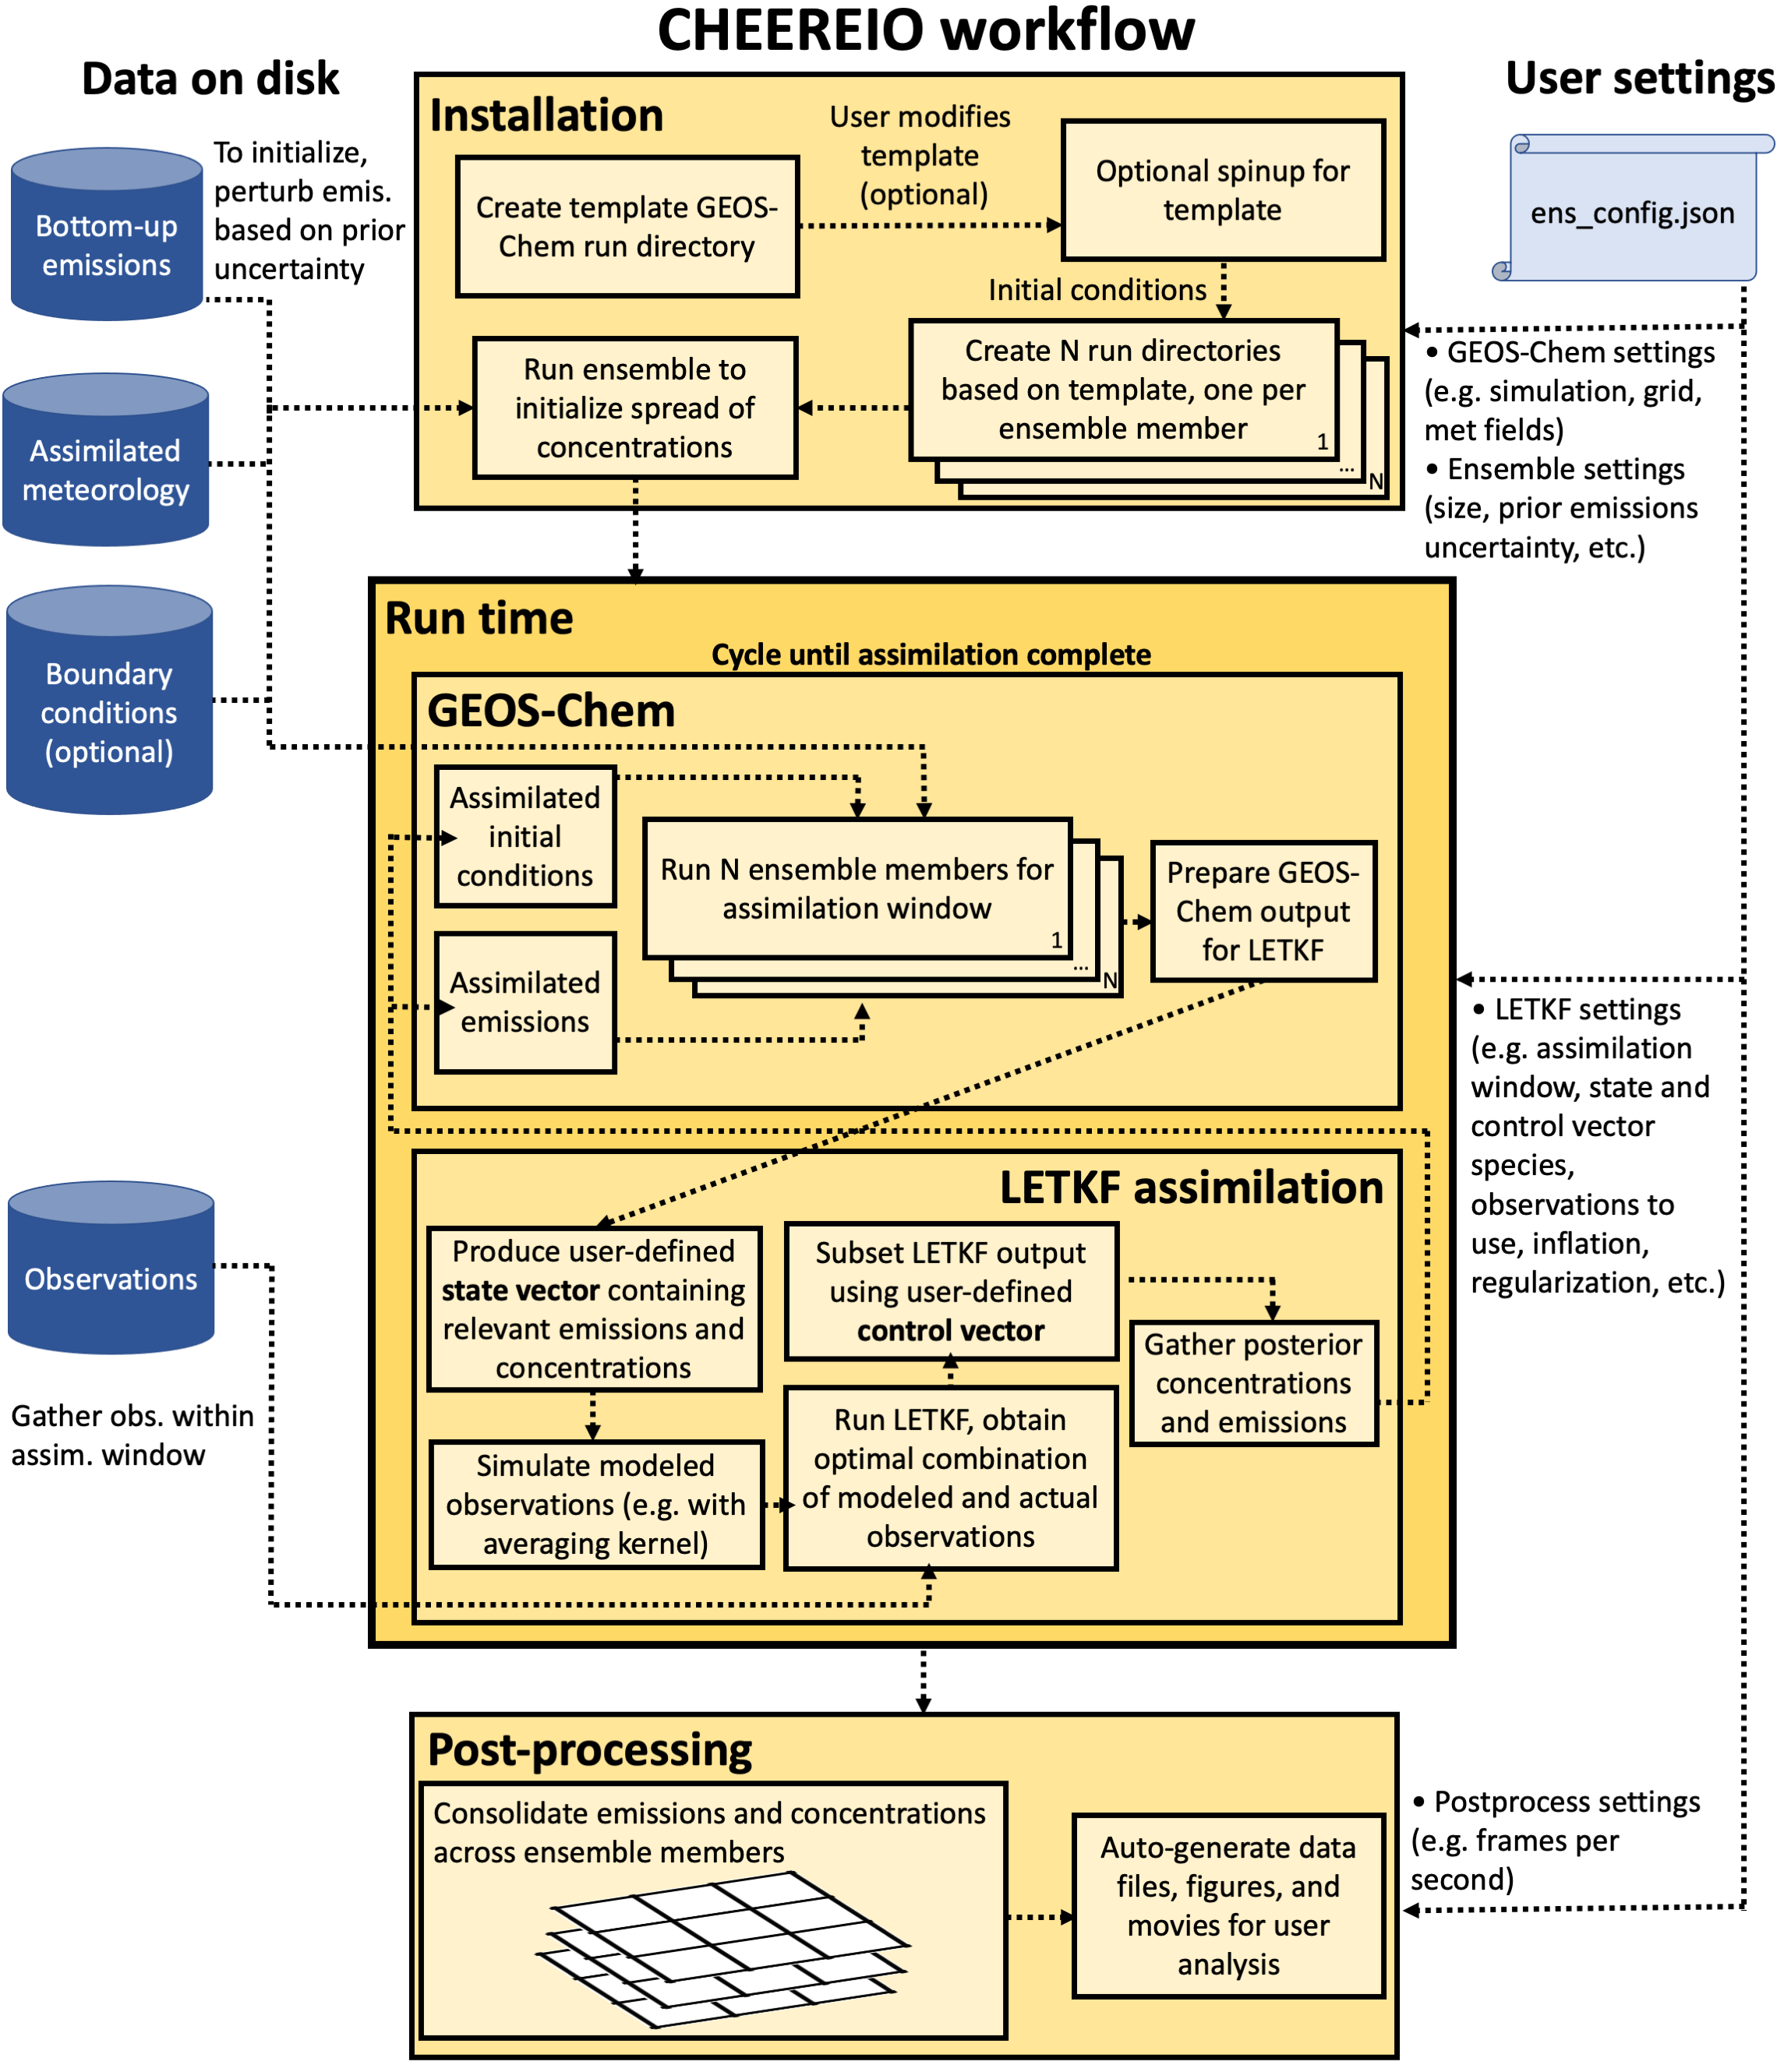 CHEEREIO workflow
Data on disk
User settings
Bottom-up
emissions
To initialize,
perturb emis.
based on prior
uncertainty
Assimilated
meteorology
Boundary
conditions
(optional)
Observations
Gather obs. within
assim. window
Installation
Create template GEOS-
Chem run directory
User modifies
template
(optional)
Optional spinup for
template
Initial conditions
Create N run directories
based on template, one per
ensemble member
1
...
N
Run ensemble to
initialize spread of
concentrations
ens_config.json
• GEOS-Chem settings
(e.g. simulation, grid,
met fields)
• Ensemble settings
(size, prior emissions
uncertainty, etc.)
Run time
Cycle until assimilation complete
GEOS-Chem
Assimilated
initial
conditions
Assimilated
emissions
Run N ensemble members for
assimilation window
1
...
N
Prepare GEOS-
Chem output
for LETKF
• LETKF settings
(e.g. assimilation
window, state and
control vector
species,
observations to
use, inflation,
regularization, etc.)
LETKF assimilation
Produce user-defined
state vector containing
relevant emissions and
concentrations
Simulate modeled
observations (e.g. with
averaging kernel)
Subset LETKF output
using user-defined
control vector
Run LETKF, obtain
optimal combination
of modeled and actual
observations
Gather posterior
concentrations
and emissions
Post-processing
Consolidate emissions and concentrations
across ensemble members
Auto-generate data
files, figures, and
movies for user
analysis
• Postprocess settings
(e.g. frames per
second)